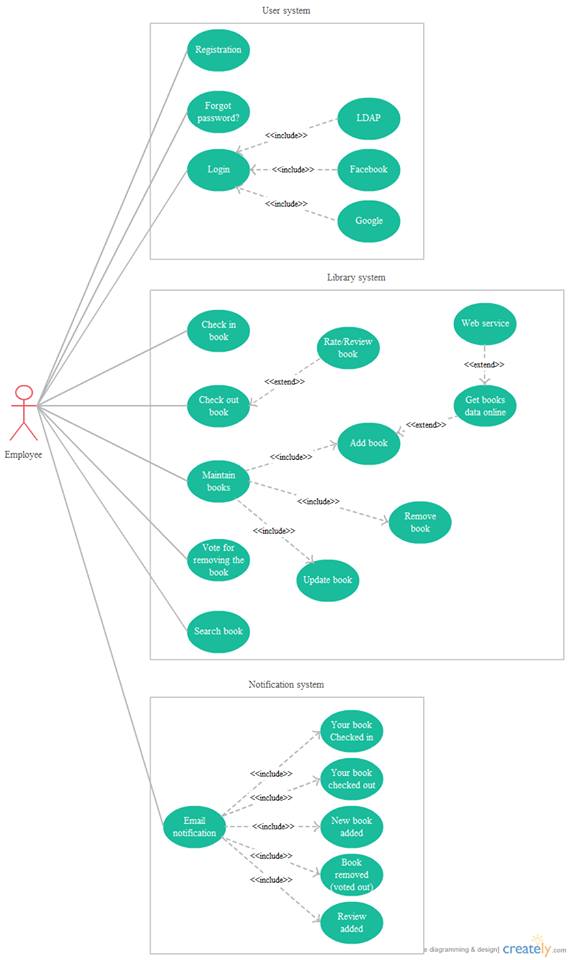 User system
Registration
Forgot
password?
LDAP
<<include>>
Login
<<include>>
Facebook
<<include>>
Google
Library system
Check in
book
Rate/Review
book
Web service
<<extend>>
<<extend>>
Check out
book
Get books
data online
<<extend>>
Employee
Add book
<<include>>
Maintain
books
<<include>>
Remove
book
<<include>>
Vote for
removing the
book
Update book
Search book
Notification system
Your book
Checked in
<<include>>
Your book
checked out
<<include>>
Email
notification
<<include>>
New book
added
<<include>>
Book
removed
(voted out)
<<include>>
Review
added
e diagramming & design] creately.com